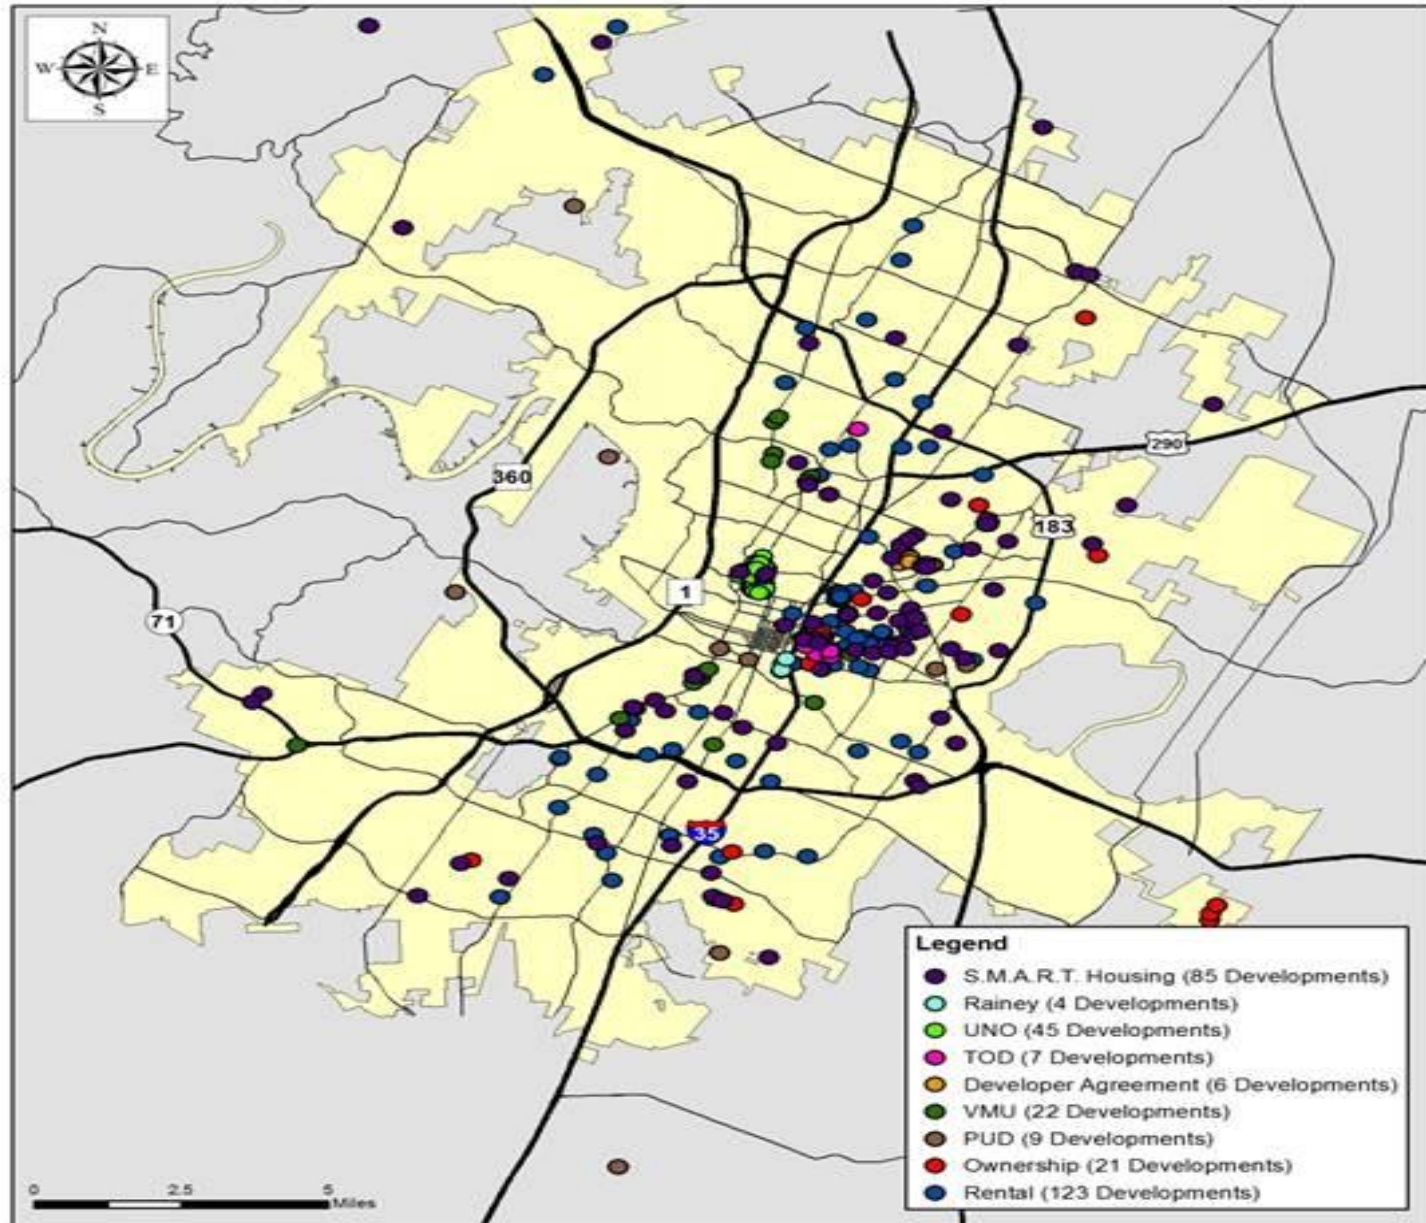 N
W E
S
290
360
183
1
71
35
Legend
S.M.A.R.T. Housing (85 Developments)
Rainey (4 Developments)
UNO (45 Developments)
TOD (7 Developments)
Developer Agreement (6 Developments)
VMU (22 Developments)
PUD (9 Developments)
Ownership (21 Developments)
Rental (123 Developments)
0 2.5 5
Miles